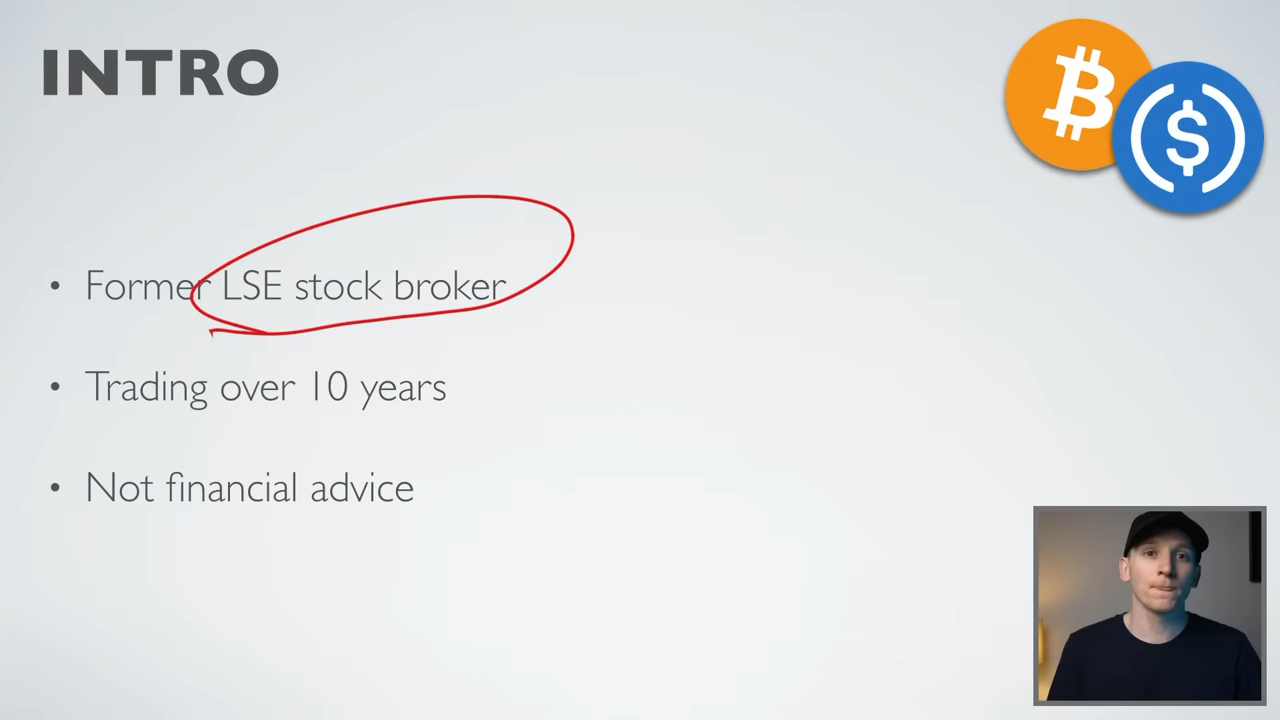 INTRO
• Former LSE stock broker
• Trading over 10 years
• Not financial advice